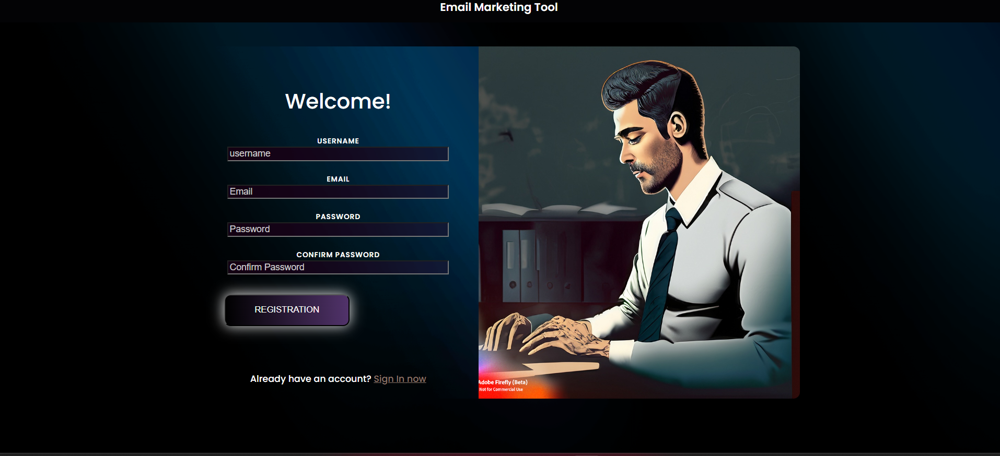 Email Marketing Tool
Welcome!
USERNAME
username
EMAIL
Email
PASSWORD
Password
CONFIRM PASSWORD
Confirm Password
REGISTRATION
Already have an account? Sign In now
Adobe Firefly (Beta)
Not for Commercial Use